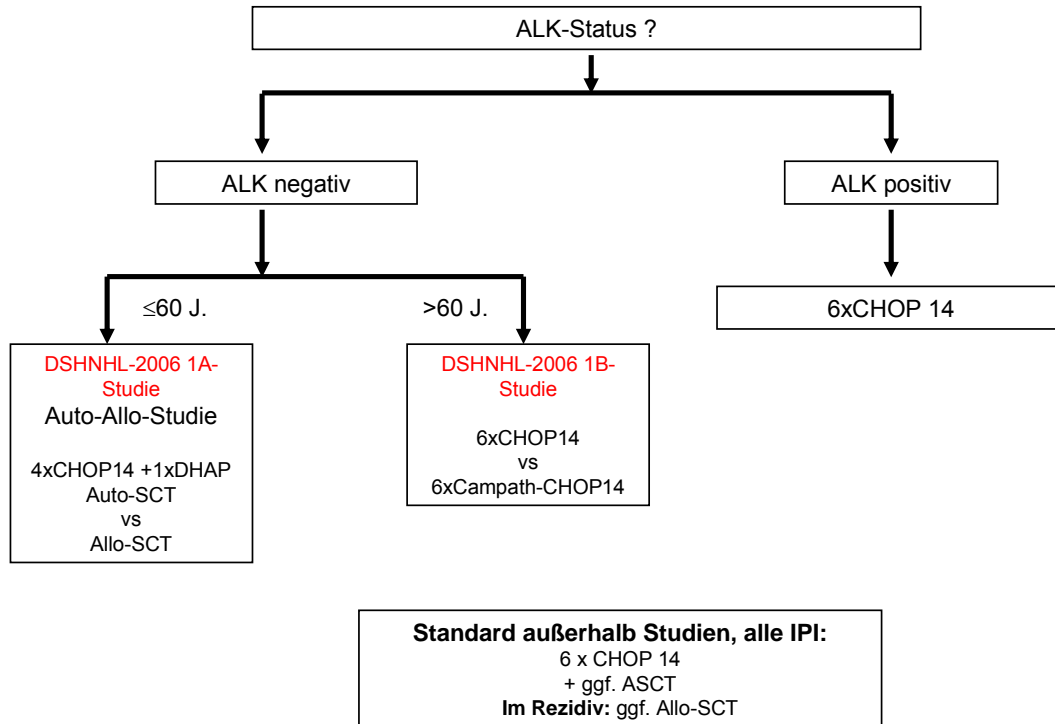 ALK-Status ?
ALK negativ
ALK positiv
≤60 J.
>60 J.
6xCHOP 14
DSHNHL-2006 1A-
Studie
Auto-Allo-Studie
4xCHOP14 +1xDHAP
Auto-SCT
vs
Allo-SCT
DSHNHL-2006 1B-
Studie
6xCHOP14
vs
6xCampath-CHOP14
Standard außerhalb Studien, alle IPI:
6 x CHOP 14
+ ggf. ASCT
Im Rezidiv: ggf. Allo-SCT